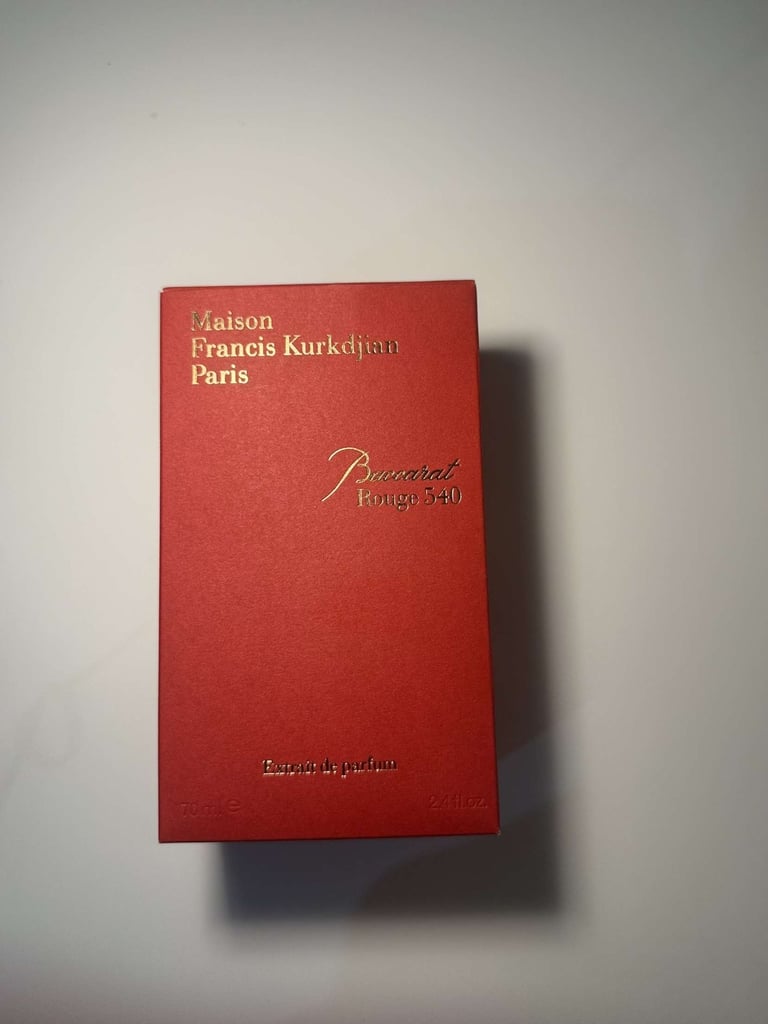 Maison
Francis Kurkdjian
Paris
Baccarat
Rouge 540
Extrait de parfum
70 ml ℮ 2.4 fl.oz.